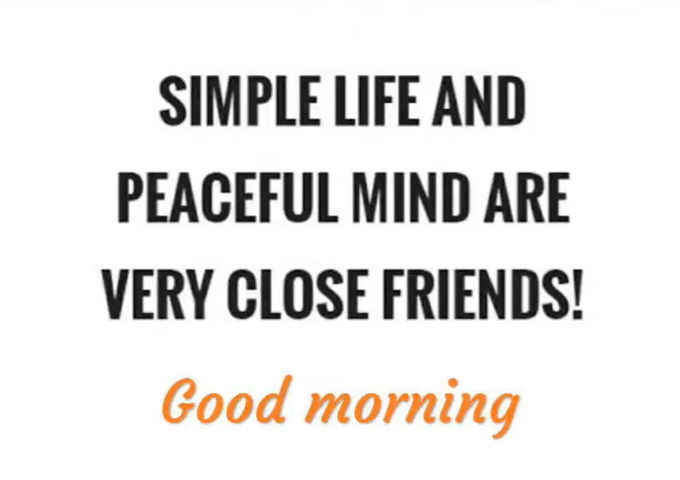 SIMPLE LIFE AND
PEACEFUL MIND ARE
VERY CLOSE FRIENDS!
Good morning